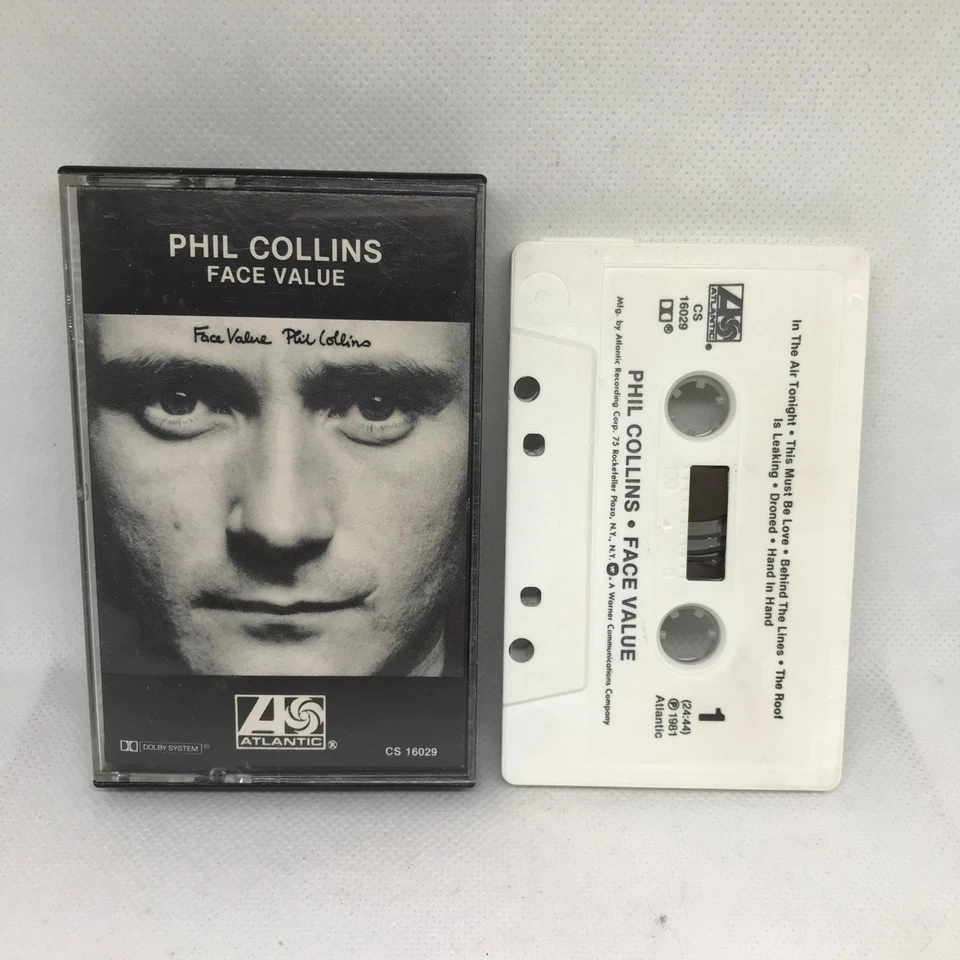 PHIL COLLINS
FACE VALUE
Face Value Phil Collins
ATLANTIC®
DOLBY SYSTEM ®
CS 16029
In The Air Tonight • This Must Be Love • Behind The Lines • The Roof
Is Leaking • Droned • Hand In Hand
ATLANTIC®
CS
16029
®
1
(24:44)
℗ 1981
Atlantic
PHIL COLLINS • FACE VALUE
Mfg. by Atlantic Recording Corp. 75 Rockefeller Plaza, N.Y., N.Y. W. A Warner Communications Company